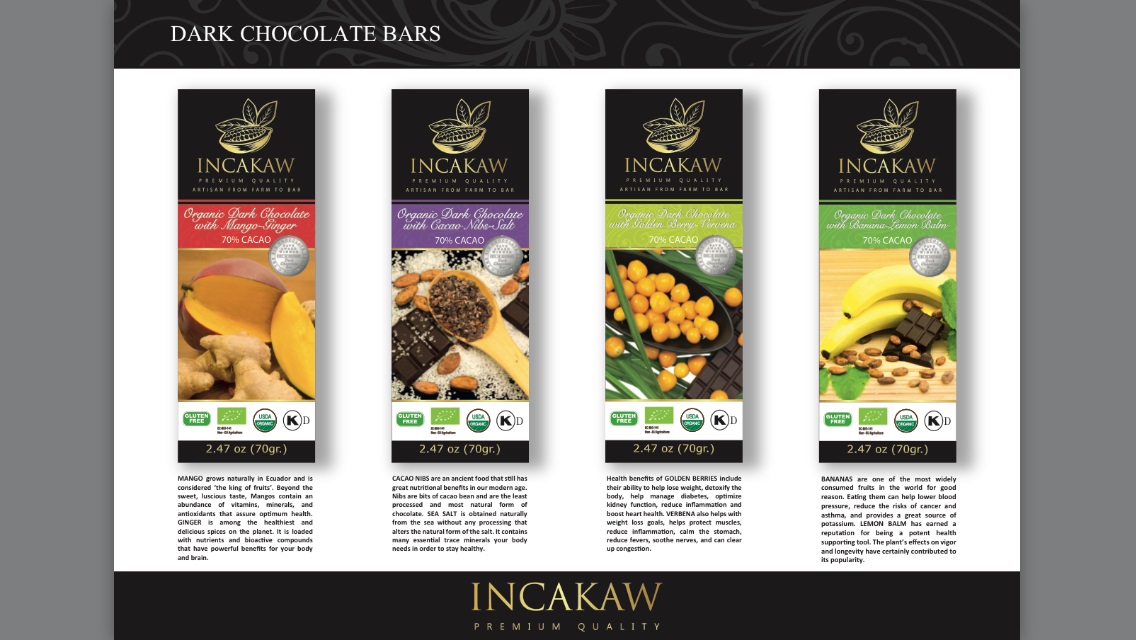 DARK CHOCOLATE BARS
INCAKAW
PREMIUM QUALITY
ARTISAN FROM FARM TO BAR
Organic Dark Chocolate
with Mango-Ginger
70% CACAO
GLUTEN
FREE
USDA
ORGANIC
K D
2.47 oz (70gr.)
MANGO grows naturally in Ecuador and is
considered 'the king of fruits'. Beyond the
sweet, luscious taste, Mangos contain an
abundance of vitamins, minerals, and
antioxidants that assure optimum health.
GINGER is among the healthiest and
delicious spices on the planet. It is loaded
with nutrients and bioactive compounds
that have powerful benefits for your body
and brain.
INCAKAW
PREMIUM QUALITY
ARTISAN FROM FARM TO BAR
Organic Dark Chocolate
with Cacao Nibs-Salt
70% CACAO
GLUTEN
FREE
USDA
ORGANIC
K D
2.47 oz (70gr.)
CACAO NIBS are an ancient food that still has
great nutritional benefits in our modern age.
Nibs are bits of cacao bean and are the least
processed and most natural form of
chocolate. SEA SALT is obtained naturally
from the sea without any processing that
alters the natural form of the salt. It contains
many essential trace minerals your body
needs in order to stay healthy.
INCAKAW
PREMIUM QUALITY
ARTISAN FROM FARM TO BAR
Organic Dark Chocolate
with Golden Berry-Vervena
70% CACAO
GLUTEN
FREE
USDA
ORGANIC
K D
2.47 oz (70gr.)
Health benefits of GOLDEN BERRIES include
their ability to help lose weight, detoxify the
body, help manage diabetes, optimize
kidney function, reduce inflammation and
boost heart health. VERBENA also helps with
weight loss goals, helps protect muscles,
reduce inflammation, calm the stomach,
reduce fevers, soothe nerves, and can clear
up congestion.
INCAKAW
PREMIUM QUALITY
ARTISAN FROM FARM TO BAR
Organic Dark Chocolate
with Banana-Lemon Balm
70% CACAO
GLUTEN
FREE
USDA
ORGANIC
K D
2.47 oz (70gr.)
BANANAS are one of the most widely
consumed fruits in the world for good
reason. Eating them can help lower blood
pressure, reduce the risks of cancer and
asthma, and provides a great source of
potassium. LEMON BALM has earned a
reputation for being a potent health
supporting tool. The plant's effects on vigor
and longevity have certainly contributed to
its popularity.
INCAKAW
PREMIUM QUALITY